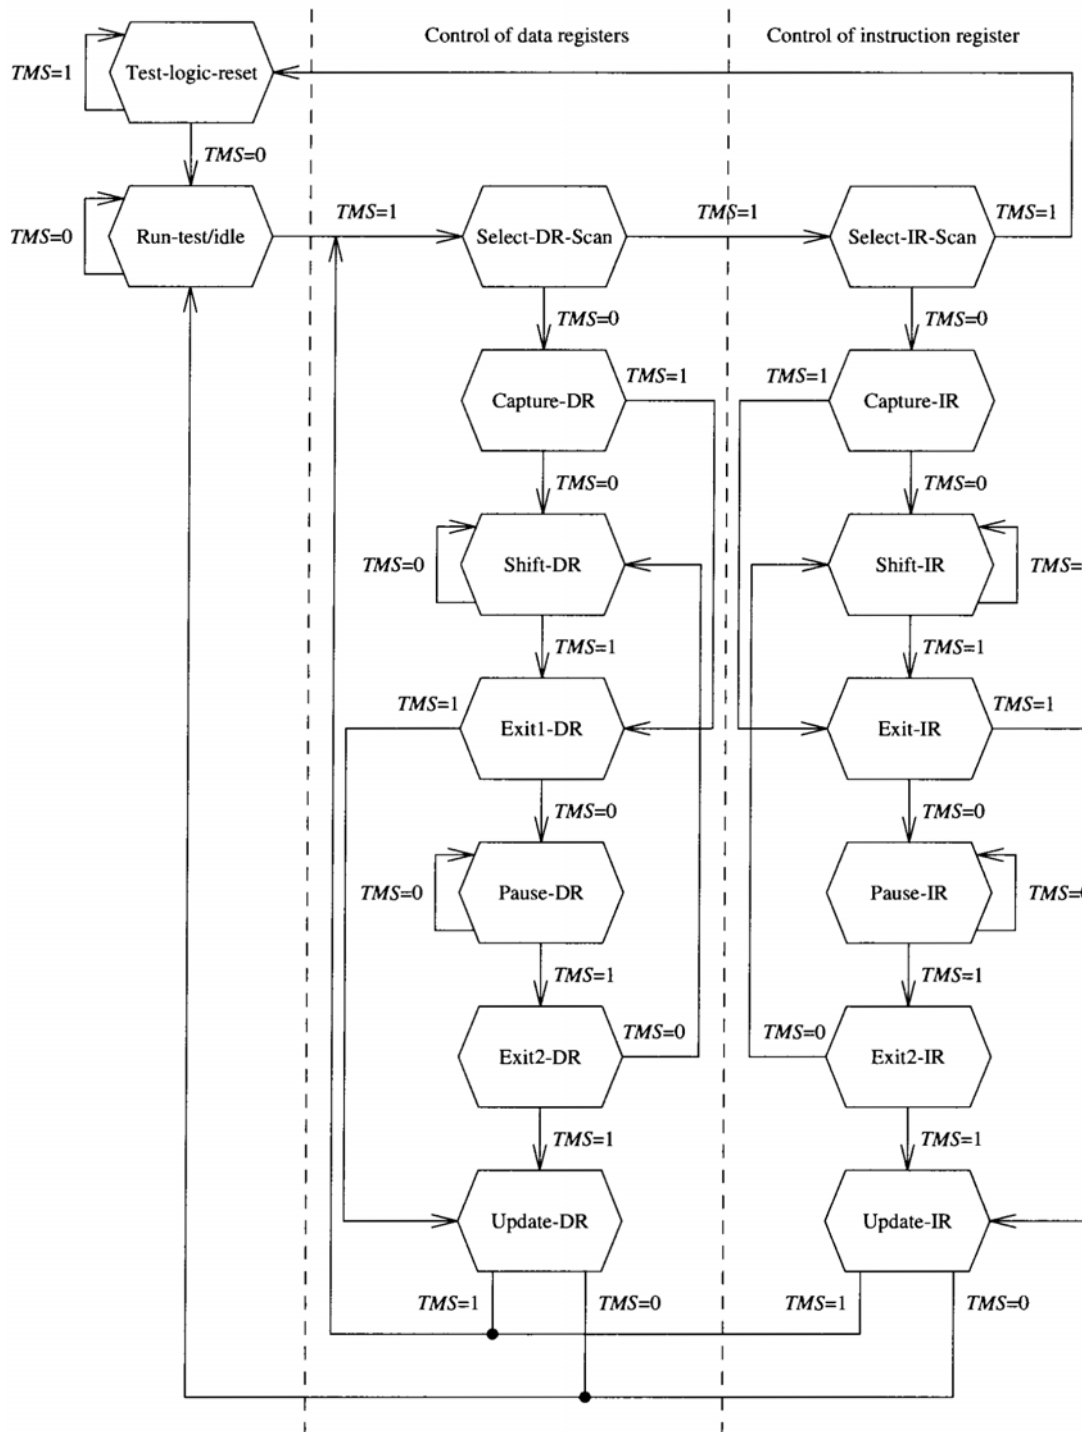 Control of data registers
Control of instruction register
TMS=1
Test-logic-reset
TMS=0
TMS=0
Run-test/idle
TMS=1
Select-DR-Scan
TMS=1
Select-IR-Scan
TMS=1
TMS=0
TMS=0
Capture-DR
TMS=1
TMS=1
Capture-IR
TMS=0
TMS=0
TMS=0
Shift-DR
Shift-IR
TMS=
TMS=1
TMS=1
TMS=1
Exit1-DR
Exit-IR
TMS=1
TMS=0
TMS=0
TMS=0
Pause-DR
Pause-IR
TMS=0
TMS=1
TMS=1
Exit2-DR
TMS=0
TMS=0
Exit2-IR
TMS=1
TMS=1
Update-DR
Update-IR
TMS=1
TMS=0
TMS=1
TMS=0